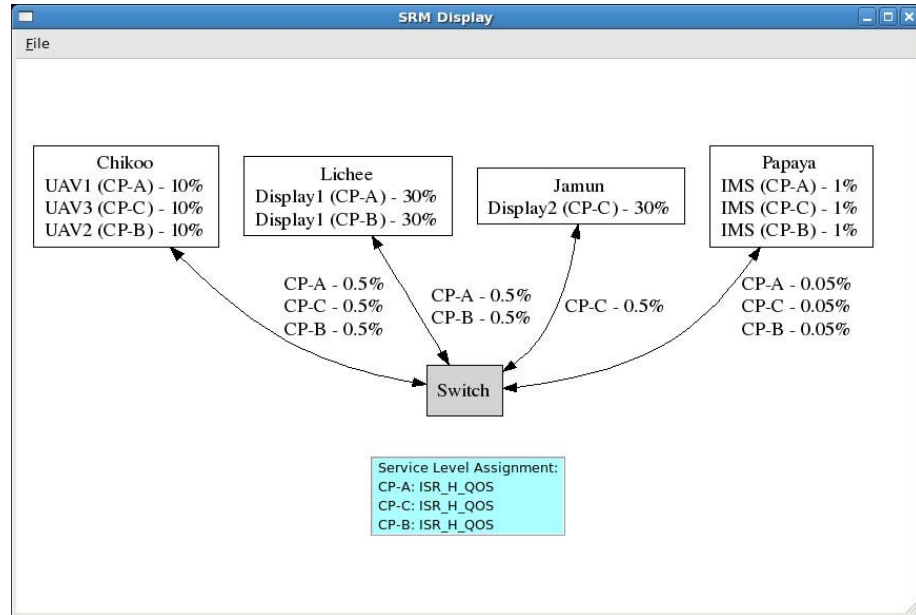 SRM Display
File
Chikoo
UAV1 (CP-A) - 10%
UAV3 (CP-C) - 10%
UAV2 (CP-B) - 10%
Lichee
Display1 (CP-A) - 30%
Display1 (CP-B) - 30%
Jamun
Display2 (CP-C) - 30%
Papaya
IMS (CP-A) - 1%
IMS (CP-C) - 1%
IMS (CP-B) - 1%
CP-A - 0.5%
CP-C - 0.5%
CP-B - 0.5%
CP-A - 0.5%
CP-B - 0.5%
CP-C - 0.5%
CP-A - 0.05%
CP-C - 0.05%
CP-B - 0.05%
Switch
Service Level Assignment:
CP-A: ISR_H_QOS
CP-C: ISR_H_QOS
CP-B: ISR_H_QOS